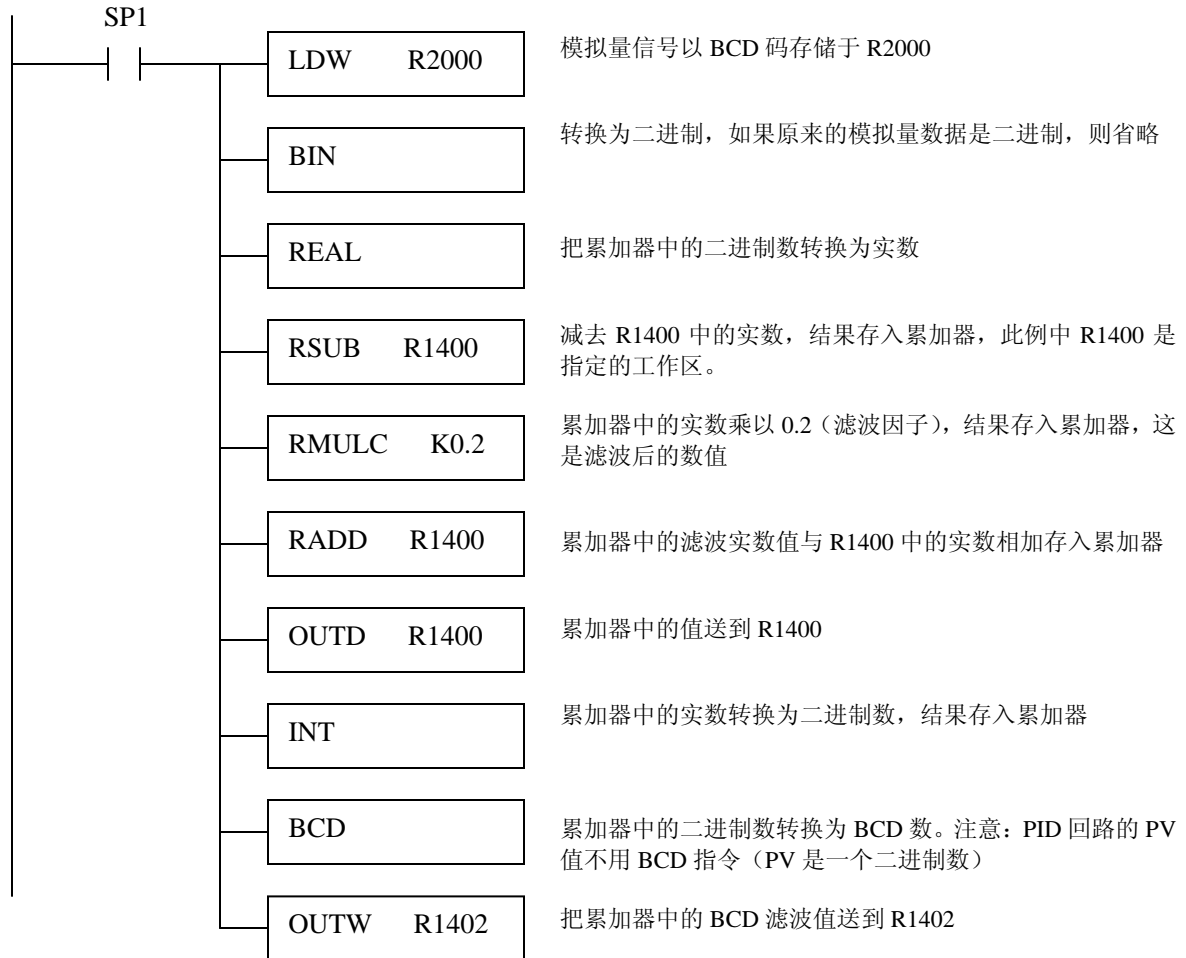 SP1
LDW R2000
模拟量信号以 BCD 码存储于 R2000
BIN
转换为二进制，如果原来的模拟量数据是二进制，则省略
REAL
把累加器中的二进制数转换为实数
RSUB R1400
减去 R1400 中的实数，结果存入累加器，此例中 R1400 是
指定的工作区。
RMULC K0.2
累加器中的实数乘以 0.2（滤波因子），结果存入累加器，这
是滤波后的数值
RADD R1400
累加器中的滤波实数值与 R1400 中的实数相加存入累加器
OUTD R1400
累加器中的值送到 R1400
INT
累加器中的实数转换为二进制数，结果存入累加器
BCD
累加器中的二进制数转换为 BCD 数。注意：PID 回路的 PV
值不用 BCD 指令（PV 是一个二进制数）
OUTW R1402
把累加器中的 BCD 滤波值送到 R1402